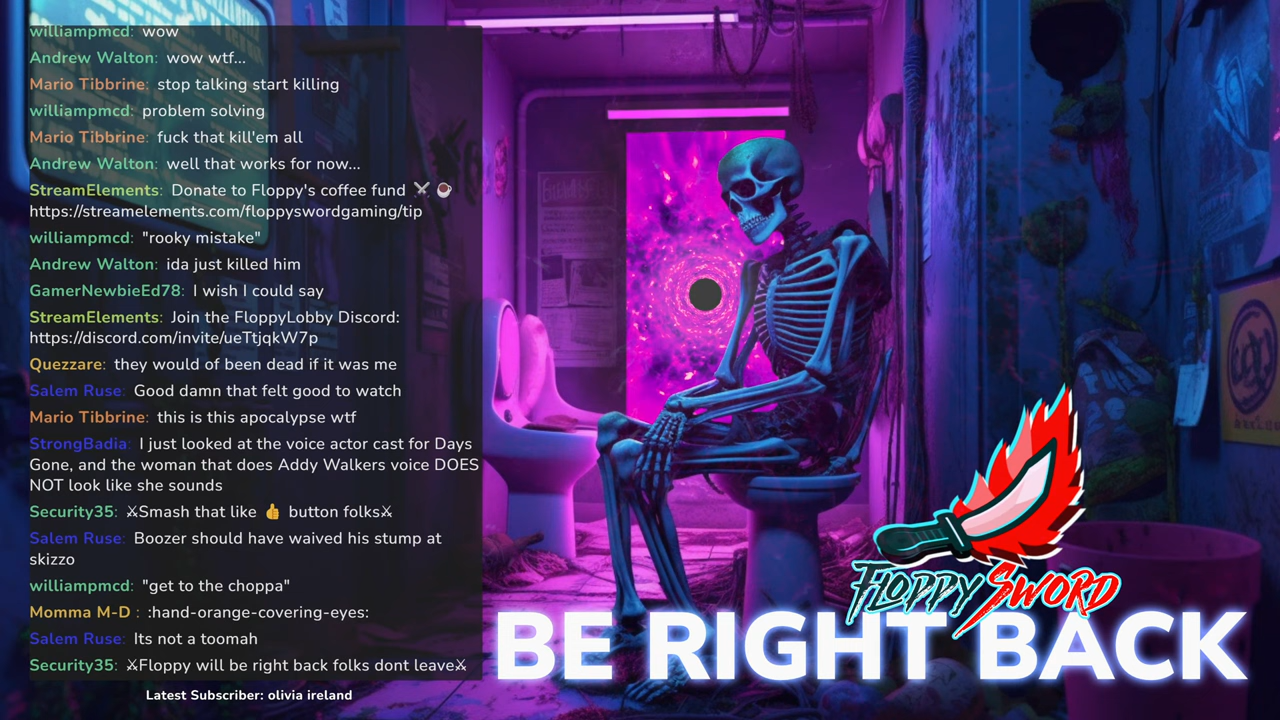 williampmcd: wow
Andrew Walton: wow wtf...
Mario Tibbrine: stop talking start killing
williampmcd: problem solving
Mario Tibbrine: fuck that kill'em all
Andrew Walton: well that works for now...
StreamElements: Donate to Floppy's coffee fund ⚔️ ☕
https://streamelements.com/floppyswordgaming/tip
williampmcd: "rooky mistake"
Andrew Walton: ida just killed him
GamerNewbieEd78: I wish I could say
StreamElements: Join the FloppyLobby Discord:
https://discord.com/invite/ueTtjqkW7p
Quezzare: they would of been dead if it was me
Salem Ruse: Good damn that felt good to watch
Mario Tibbrine: this is this apocalypse wtf
StrongBadia: I just looked at the voice actor cast for Days
Gone, and the woman that does Addy Walkers voice DOES
NOT look like she sounds
Security35: ⚔Smash that like 👍 button folks⚔
Salem Ruse: Boozer should have waived his stump at
skizzo
williampmcd: "get to the choppa"
Momma M-D : :hand-orange-covering-eyes:
Salem Ruse: Its not a toomah
Security35: ⚔Floppy will be right back folks dont leave⚔
Latest Subscriber: olivia ireland
FLOPPY SWORD
BE RIGHT BACK